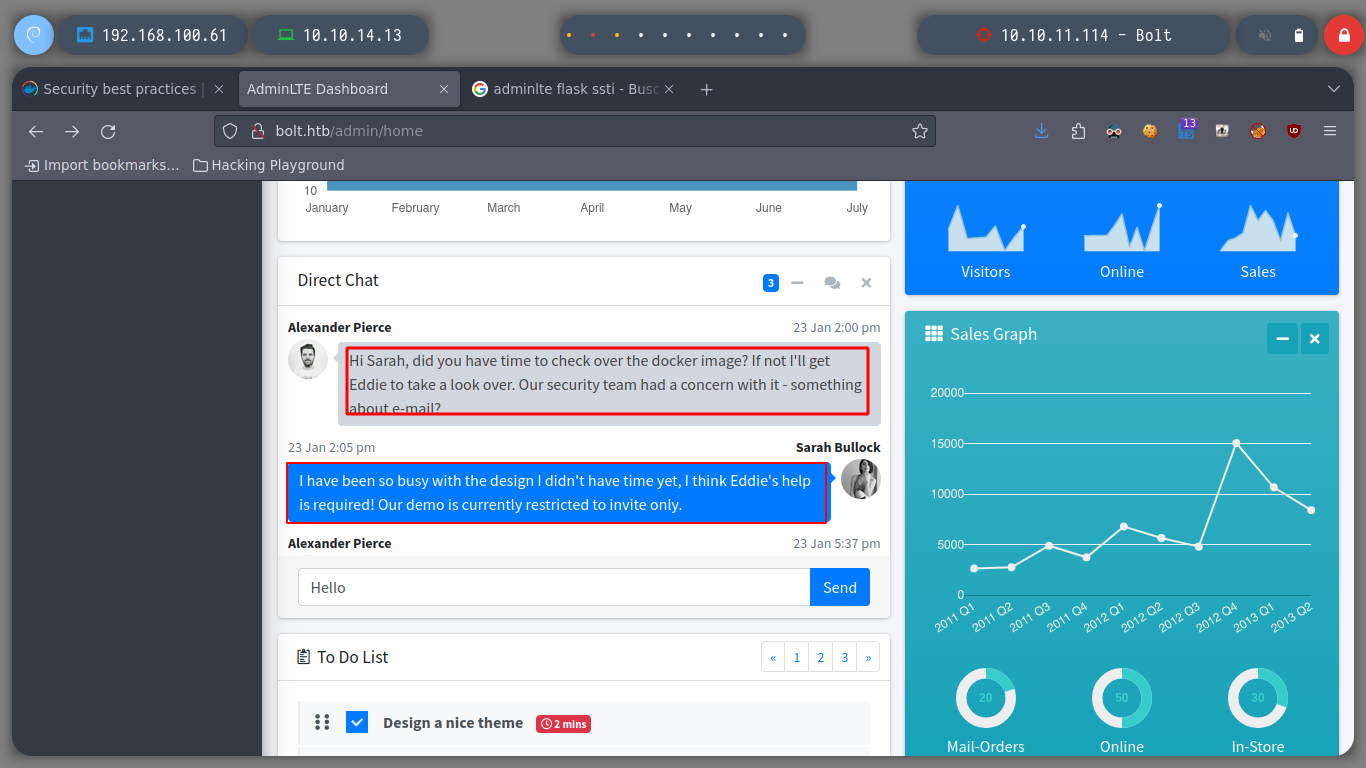 192.168.100.61
10.10.14.13
10.10.11.114 - Bolt
Security best practices |
AdminLTE Dashboard
adminlte flask ssti - Busc
bolt.htb/admin/home
13
Import bookmarks...
Hacking Playground
10
January February March April May June July
Direct Chat
3
Alexander Pierce
23 Jan 2:00 pm
Hi Sarah, did you have time to check over the docker image? If not I'll get
Eddie to take a look over. Our security team had a concern with it - something
about e-mail?
23 Jan 2:05 pm
Sarah Bullock
I have been so busy with the design I didn't have time yet, I think Eddie's help
is required! Our demo is currently restricted to invite only.
Alexander Pierce
23 Jan 5:37 pm
Hello
Send
To Do List
« 1 2 3 »
Design a nice theme
2 mins
Visitors Online Sales
Sales Graph
20000
15000
10000
5000
0
2011 Q1 2011 Q2 2011 Q3 2011 Q4 2012 Q1 2012 Q2 2012 Q3 2012 Q4 2013 Q1 2013 Q2
20 50 30
Mail-Orders Online In-Store